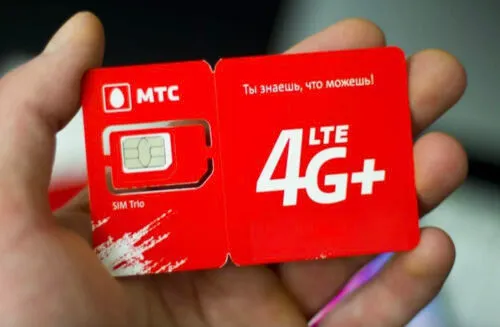 МТС
SIM Trio
Ты знаешь, что можешь!
4G+
LTE